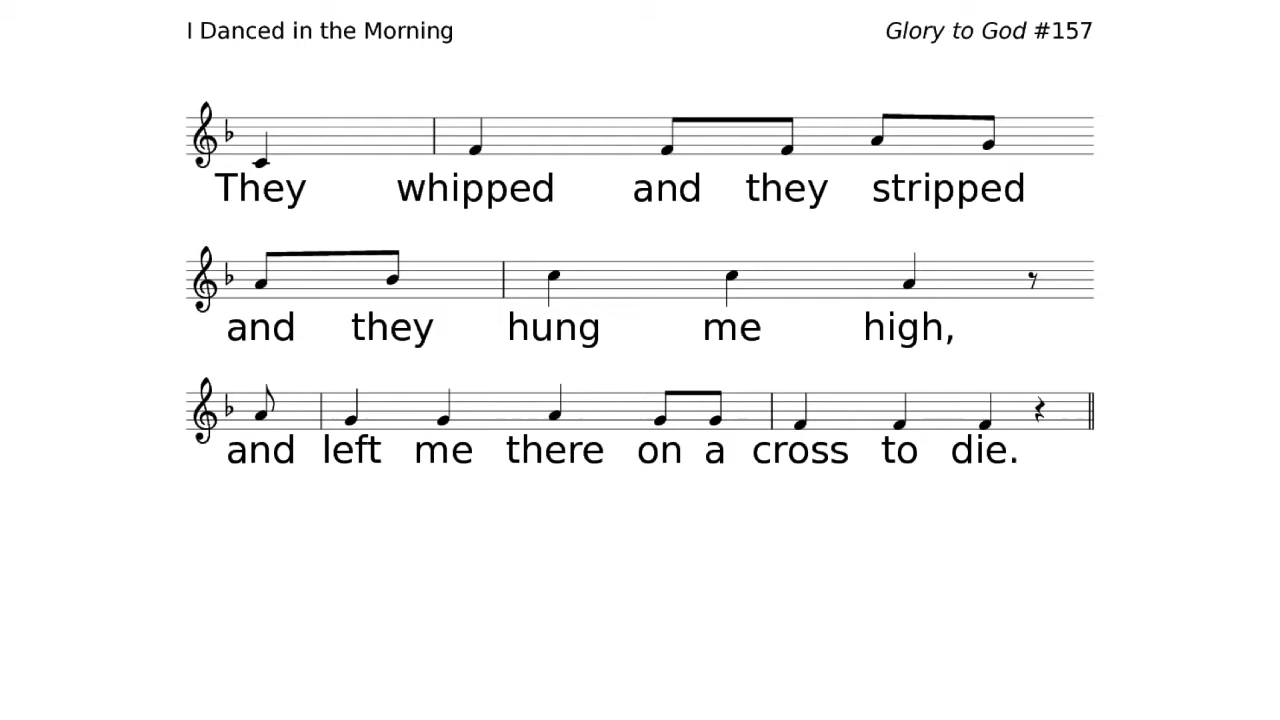 I Danced in the Morning Glory to God #157
They whipped and they stripped
and they hung me high,
and left me there on a cross to die.